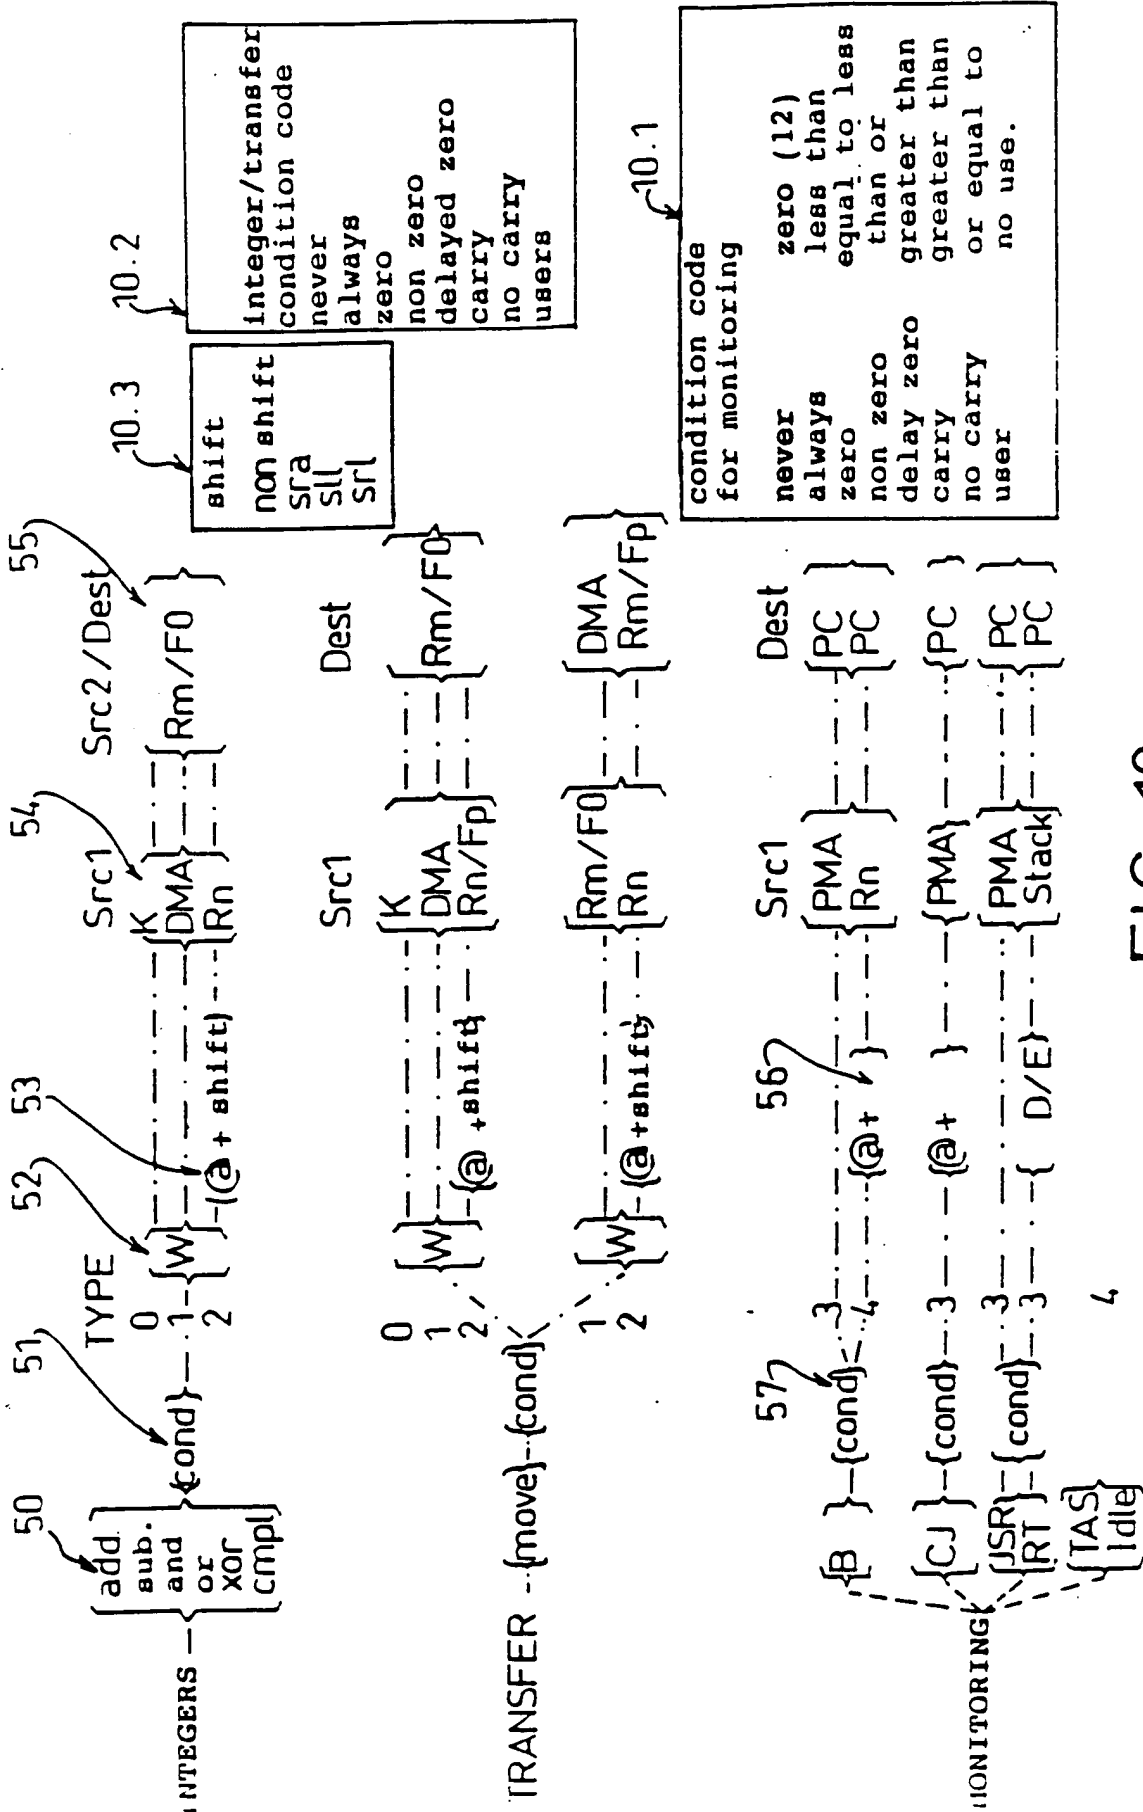 50
51
52
53
54
55
TYPE
Src1
Src2/Dest
INTEGERS
add
sub.
and
or
xor
cmpl
{cond}
0
1
2
{W}
(@ + shift)
K
DMA
Rn
{Rm/F0}
10.3
shift
non shift
sra
sll
srl
10.2
integer/transfer
condition code
never
always
zero
non zero
delayed zero
carry
no carry
users
TRANSFER
{move}
{cond}
0
1
2
{W}
{@ +shift}
Src1
K
DMA
Rn/Fp
Dest
{Rm/F0}
1
2
{W}
{@ +shift}
Rm/F0
Rn
DMA
Rm/Fp
10.1
condition code
for monitoring
never zero (12)
always less than
zero equal to less
non zero than or
delay zero greater than
carry greater than
no carry or equal to
user no use.
57
56
Src1
Dest
MONITORING
{B }
{cond}
3
4
{@+ }
PMA
Rn
PC
PC
{CJ }
{cond}
3
{@+ }
{PMA}
{PC }
JSR
RT
{cond}
3
3
{ D/E}
PMA
Stack
PC
PC
TAS
Idle
4